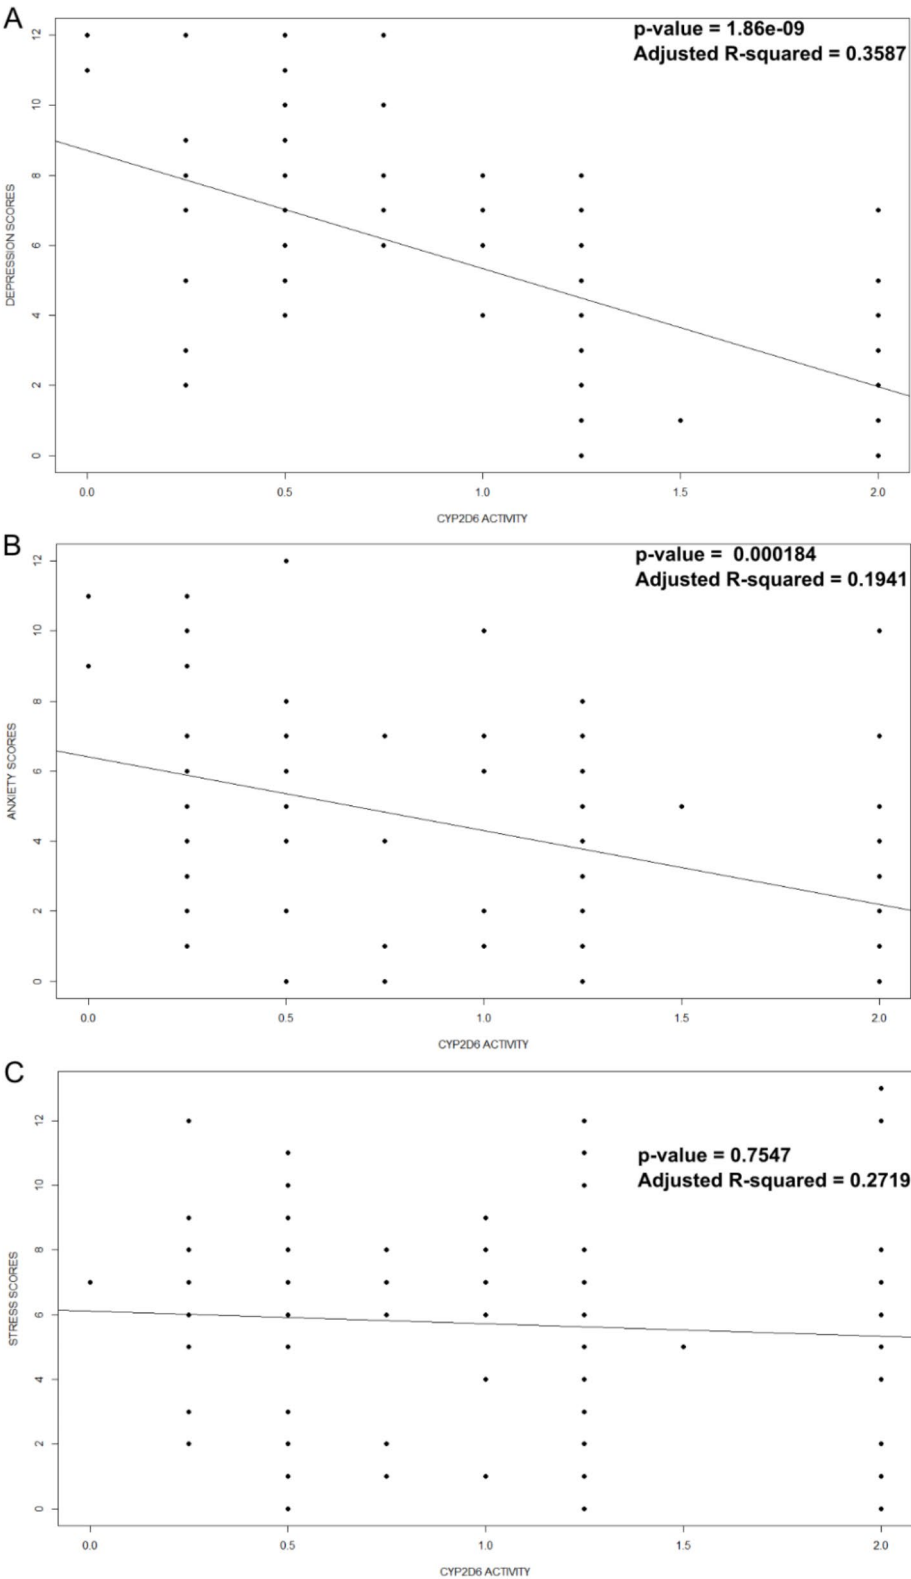 A
p-value = 1.86e-09
Adjusted R-squared = 0.3587
12
10
8
6
4
2
0
DEPRESSION SCORES
0.0 0.5 1.0 1.5 2.0
CYP2D6 ACTIVITY
B
p-value = 0.000184
Adjusted R-squared = 0.1941
12
10
8
6
4
2
0
ANXIETY SCORES
0.0 0.5 1.0 1.5 2.0
CYP2D6 ACTIVITY
C
p-value = 0.7547
Adjusted R-squared = 0.2719
12
10
8
6
4
2
0
STRESS SCORES
0.0 0.5 1.0 1.5 2.0
CYP2D6 ACTIVITY